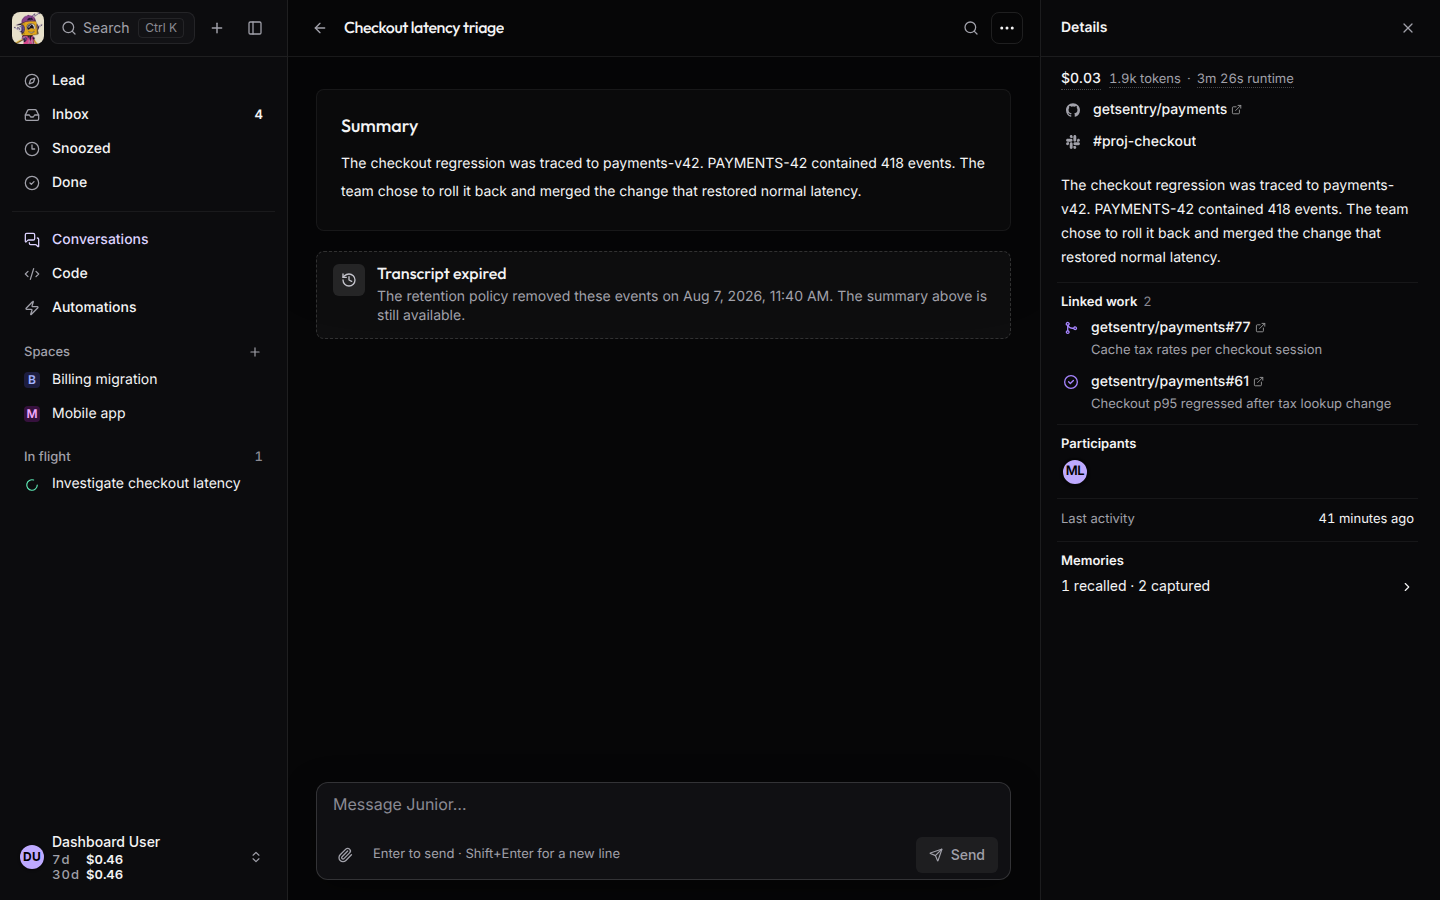 Search Ctrl K
Lead
Inbox 4
Snoozed
Done
Conversations
Code
Automations
Spaces
B Billing migration
M Mobile app
In flight 1
Investigate checkout latency
DU Dashboard User
7d $0.46
30d $0.46
Checkout latency triage
Summary
The checkout regression was traced to payments-v42. PAYMENTS-42 contained 418 events. The
team chose to roll it back and merged the change that restored normal latency.
Transcript expired
The retention policy removed these events on Aug 7, 2026, 11:40 AM. The summary above is
still available.
Message Junior...
Enter to send · Shift+Enter for a new line
Send
Details
$0.03 1.9k tokens · 3m 26s runtime
getsentry/payments
#proj-checkout
The checkout regression was traced to payments-
v42. PAYMENTS-42 contained 418 events. The team
chose to roll it back and merged the change that
restored normal latency.
Linked work 2
getsentry/payments#77
Cache tax rates per checkout session
getsentry/payments#61
Checkout p95 regressed after tax lookup change
Participants
ML
Last activity 41 minutes ago
Memories
1 recalled · 2 captured